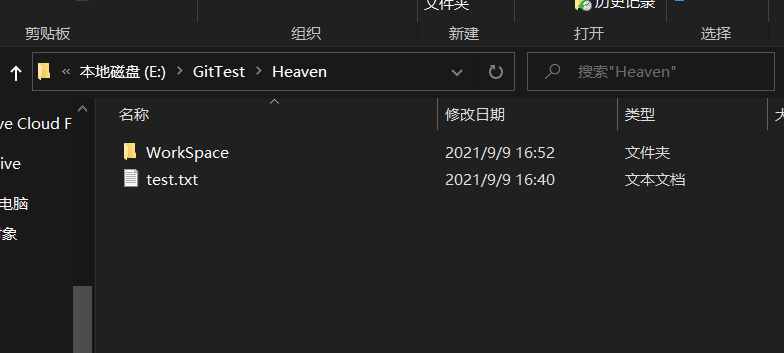 文件夹 历史记录
剪贴板 组织 新建 打开 选择
« 本地磁盘 (E:) > GitTest > Heaven 搜索"Heaven"
名称 修改日期 类型
ve Cloud F
WorkSpace 2021/9/9 16:52 文件夹
ive
test.txt 2021/9/9 16:40 文本文档
电脑
对象